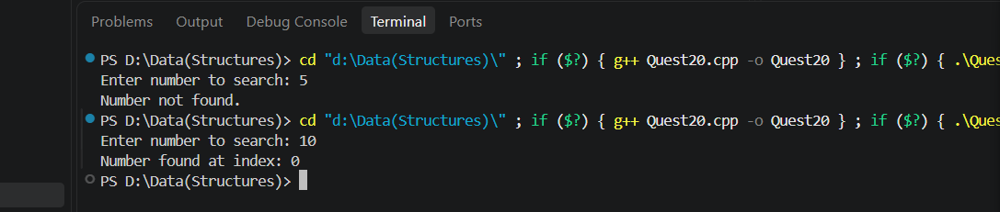 Problems Output Debug Console Terminal Ports
PS D:\Data(Structures)> cd "d:\Data(Structures)\" ; if ($?) { g++ Quest20.cpp -o Quest20 } ; if ($?) { .\Ques
Enter number to search: 5
Number not found.
PS D:\Data(Structures)> cd "d:\Data(Structures)\" ; if ($?) { g++ Quest20.cpp -o Quest20 } ; if ($?) { .\Ques
Enter number to search: 10
Number found at index: 0
PS D:\Data(Structures)>